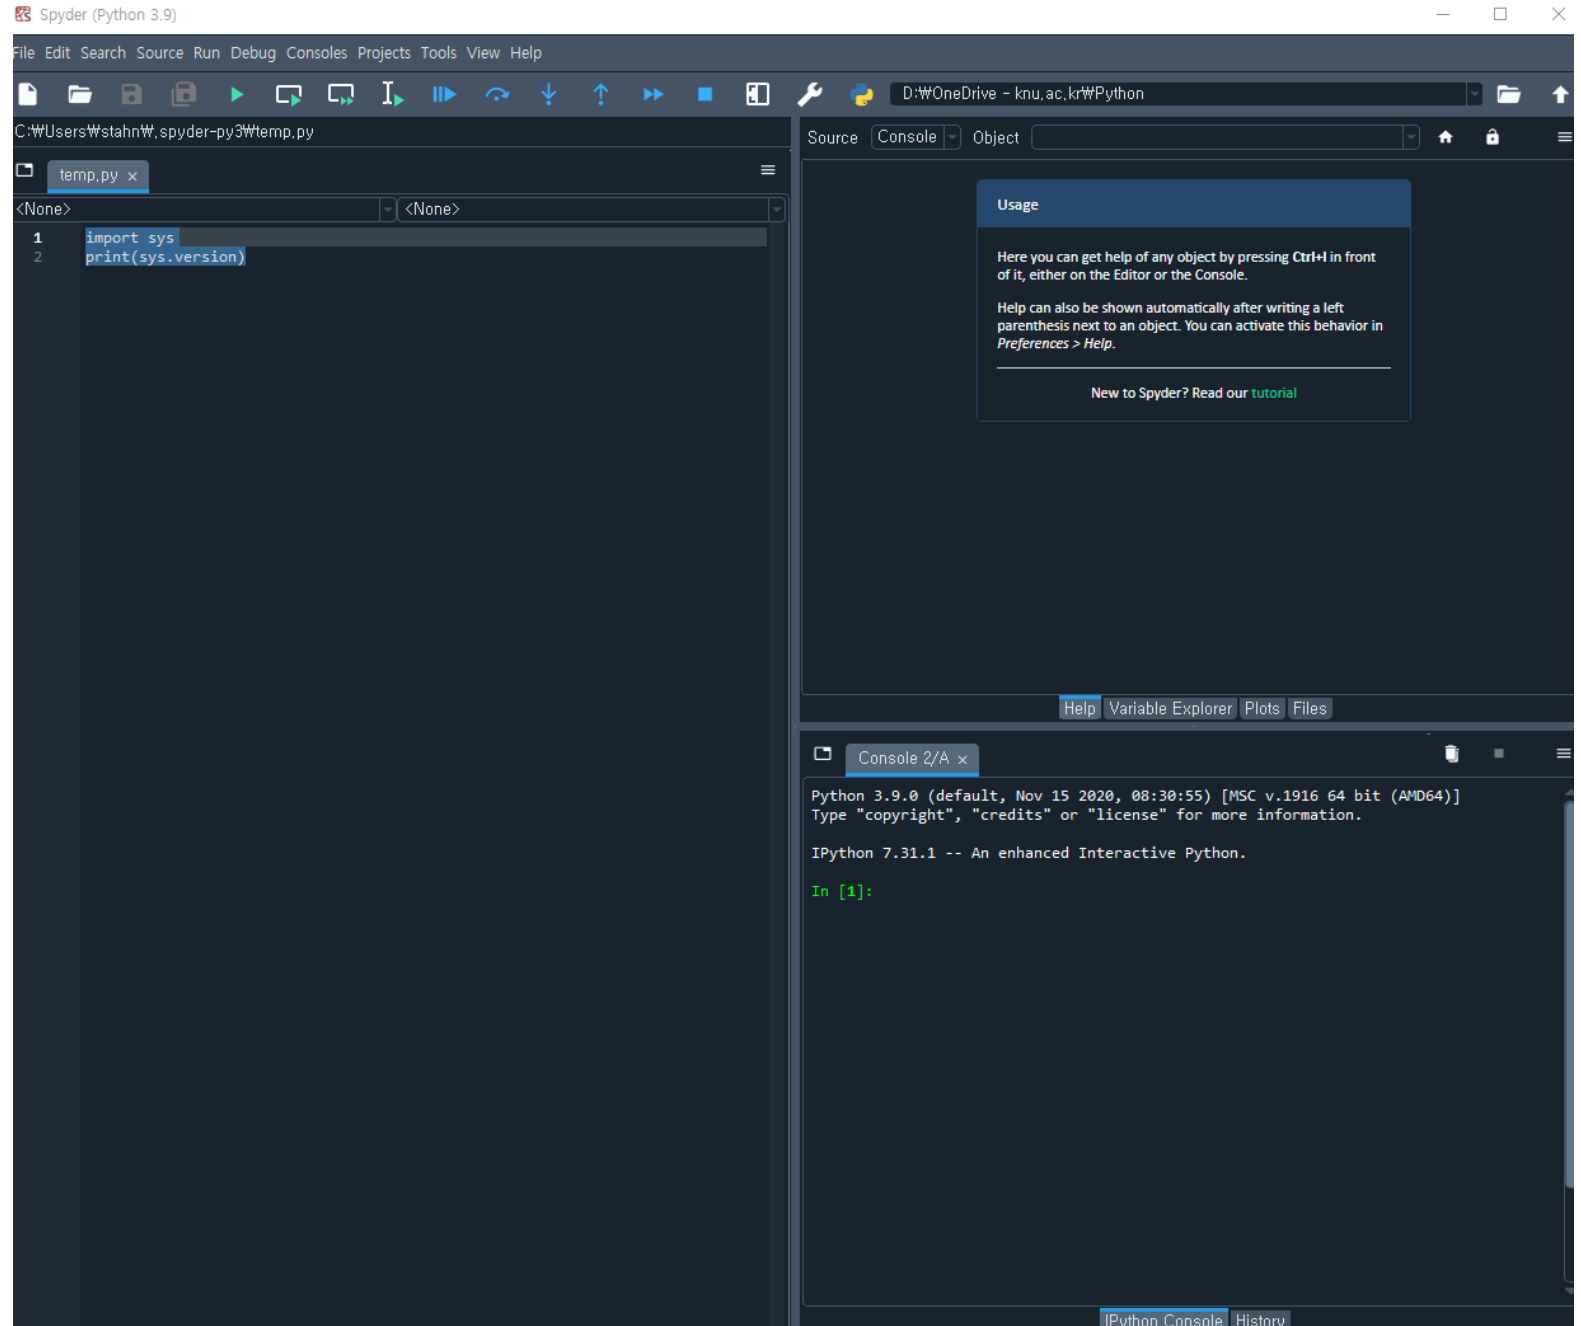 Spyder (Python 3.9)
File Edit Search Source Run Debug Consoles Projects Tools View Help
D:₩OneDrive - knu,ac,kr₩Python
C:₩Users₩stahn₩,spyder-py3₩temp,py
temp,py
<None> <None>
1 import sys
2 print(sys.version)
Source Console Object
Usage
Here you can get help of any object by pressing Ctrl+I in front
of it, either on the Editor or the Console.
Help can also be shown automatically after writing a left
parenthesis next to an object. You can activate this behavior in
Preferences > Help.
New to Spyder? Read our tutorial
Help Variable Explorer Plots Files
Console 2/A
Python 3.9.0 (default, Nov 15 2020, 08:30:55) [MSC v.1916 64 bit (AMD64)]
Type "copyright", "credits" or "license" for more information.
IPython 7.31.1 -- An enhanced Interactive Python.
In [1]:
IPython Console History